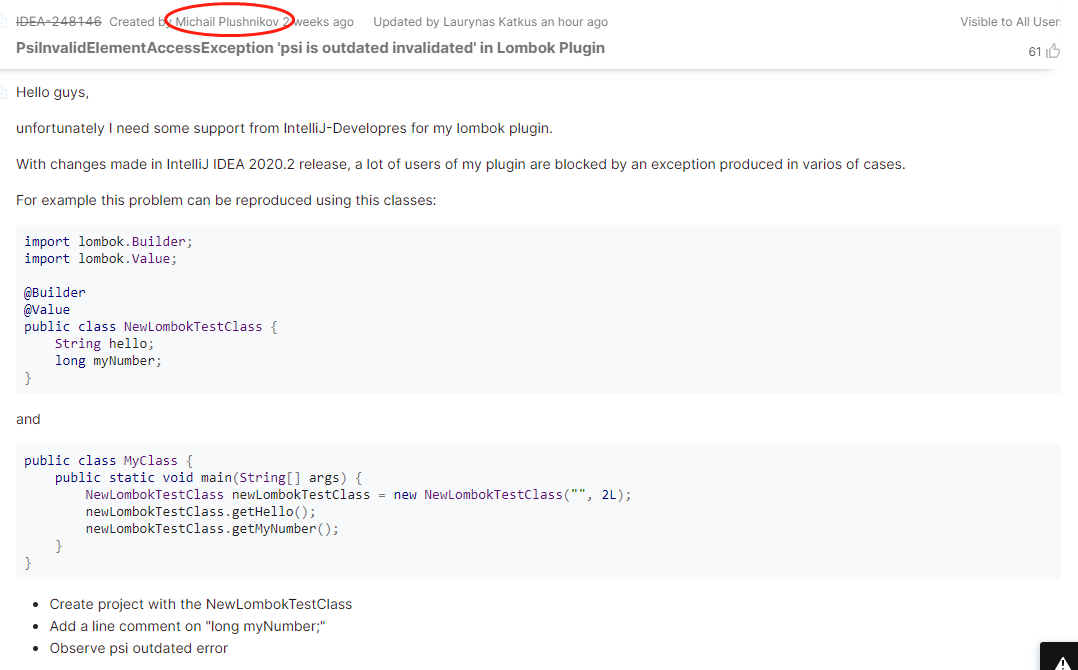 IDEA-248146 Created by Michail Plushnikov 2 weeks ago Updated by Laurynas Katkus an hour ago Visible to All Users
PsiInvalidElementAccessException 'psi is outdated invalidated' in Lombok Plugin
61
Hello guys,
unfortunately I need some support from IntelliJ-Developres for my lombok plugin.
With changes made in IntelliJ IDEA 2020.2 release, a lot of users of my plugin are blocked by an exception produced in varios of cases.
For example this problem can be reproduced using this classes:
import lombok.Builder;
import lombok.Value;
@Builder
@Value
public class NewLombokTestClass {
    String hello;
    long myNumber;
}
and
public class MyClass {
    public static void main(String[] args) {
        NewLombokTestClass newLombokTestClass = new NewLombokTestClass("", 2L);
        newLombokTestClass.getHello();
        newLombokTestClass.getMyNumber();
    }
}
• Create project with the NewLombokTestClass
• Add a line comment on "long myNumber;"
• Observe psi outdated error